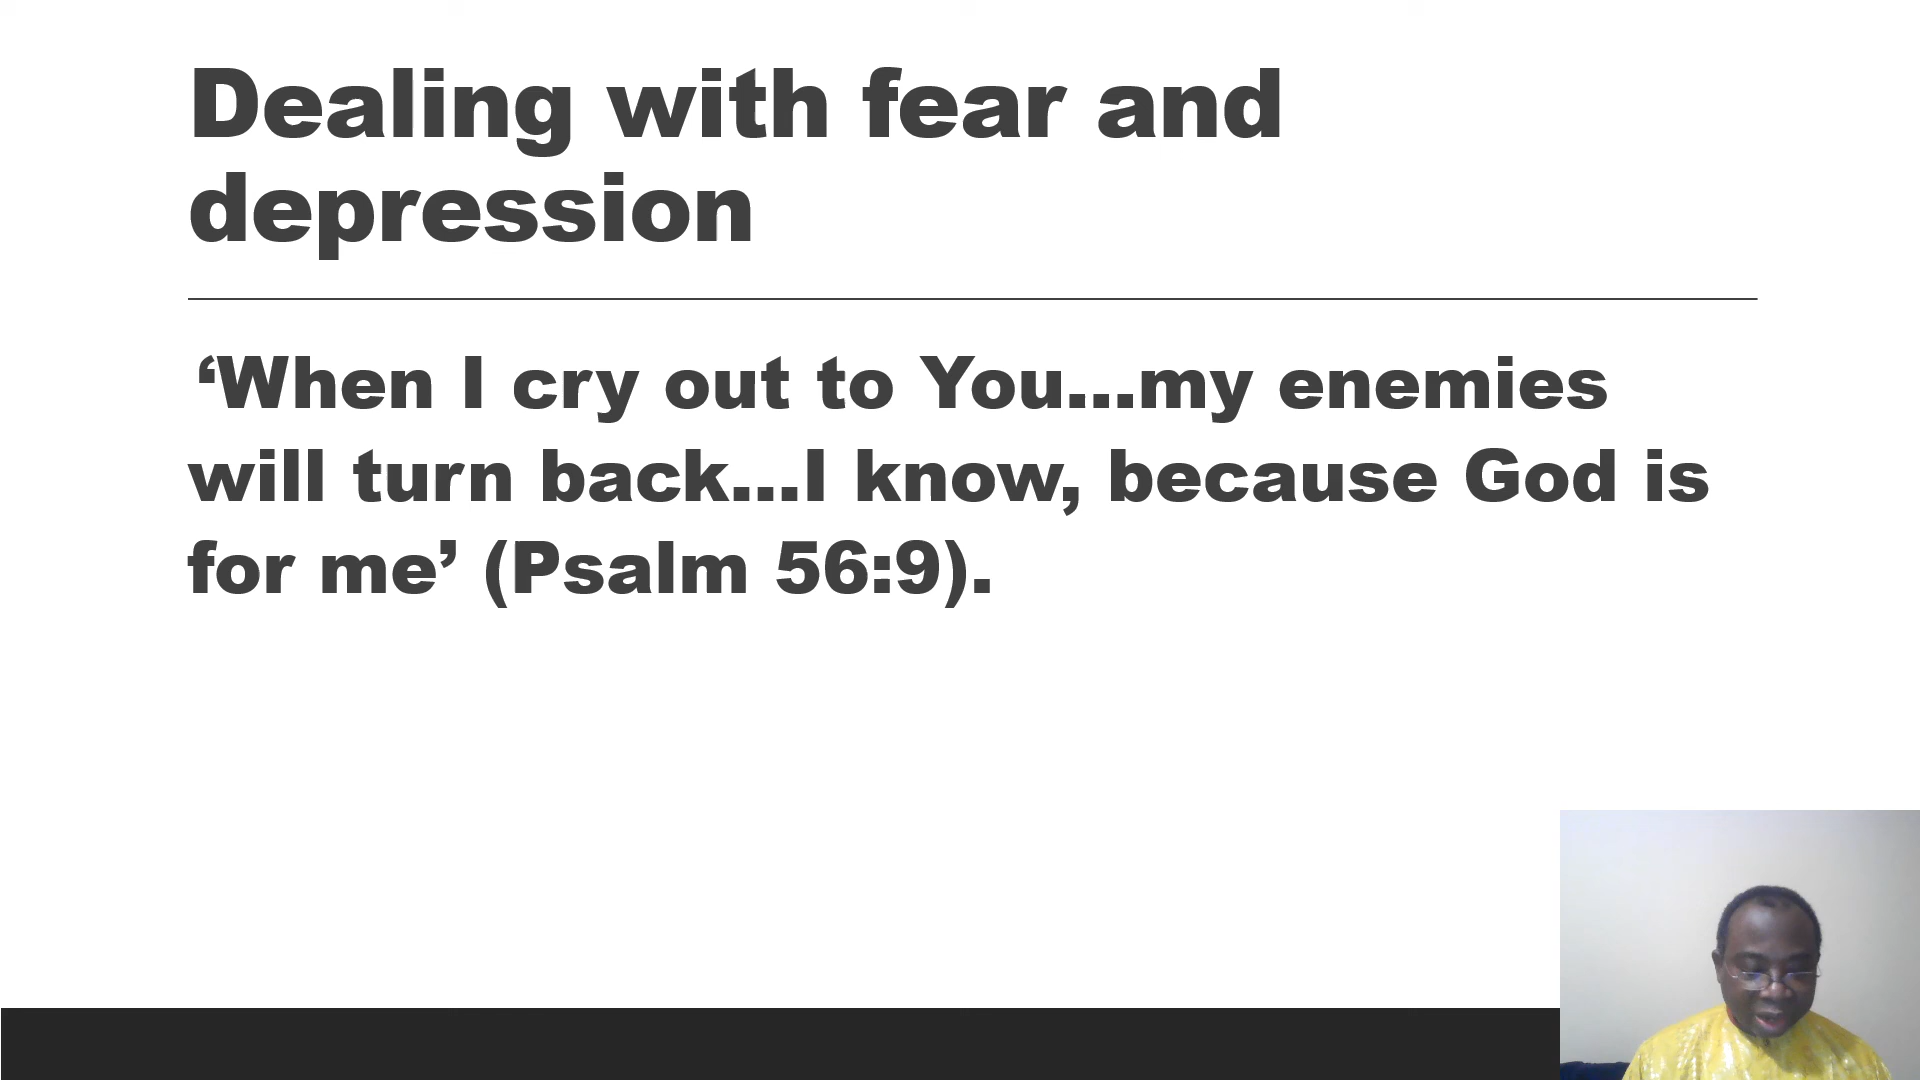 Dealing with fear and
depression
‘When I cry out to You…my enemies
will turn back…I know, because God is
for me’ (Psalm 56:9).